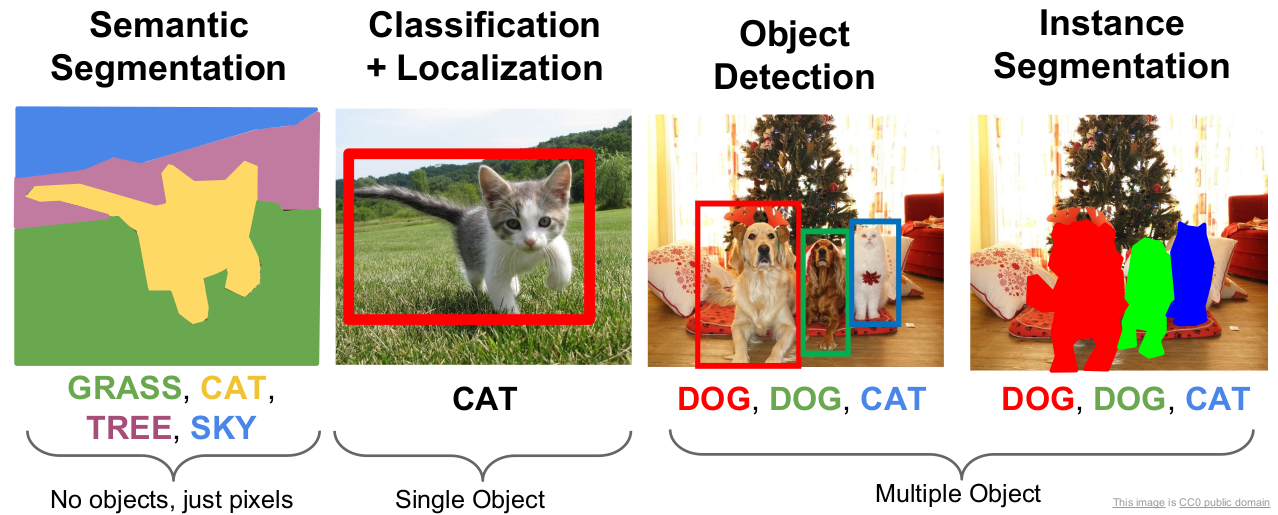 Semantic
Segmentation
Classification
+ Localization
Object
Detection
Instance
Segmentation
GRASS, CAT,
TREE, SKY
CAT
DOG, DOG, CAT
DOG, DOG, CAT
No objects, just pixels
Single Object
Multiple Object
This image is CC0 public domain